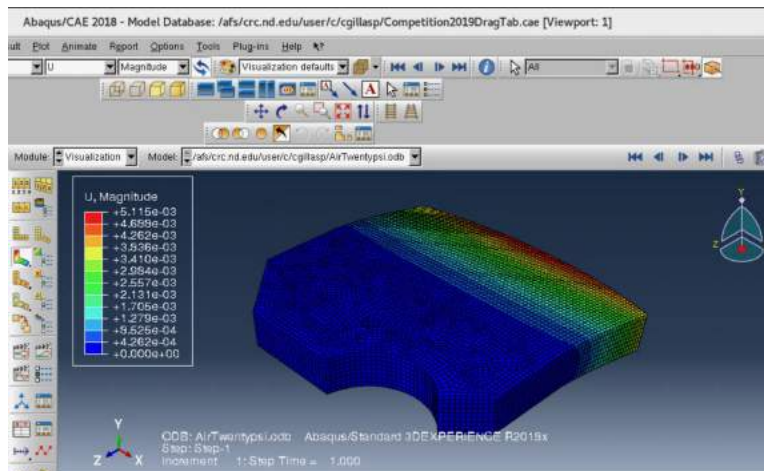 Abaqus/CAE 2018 - Model Database: /afs/crc.nd.edu/user/c/cgillasp/Competition2019DragTab.cae [Viewport: 1]
Plot Animate Report Options Tools Plug-ins Help
U Magnitude Visualization defaults All
Module: Visualization Model: /afs/crc.nd.edu/user/c/cgillasp/AirTwentypsi.odb
U, Magnitude
+5.115e-03
+4.688e-03
+4.262e-03
+3.836e-03
+3.410e-03
+2.984e-03
+2.557e-03
+2.131e-03
+1.705e-03
+1.279e-03
+8.525e-04
+4.262e-04
+0.000e+00
Y
Z
Y
Z X
ODB: AirTwentypsi.odb Abaqus/Standard 3DEXPERIENCE R2018x
Step: Step-1
Increment 1: Step Time = 1.000